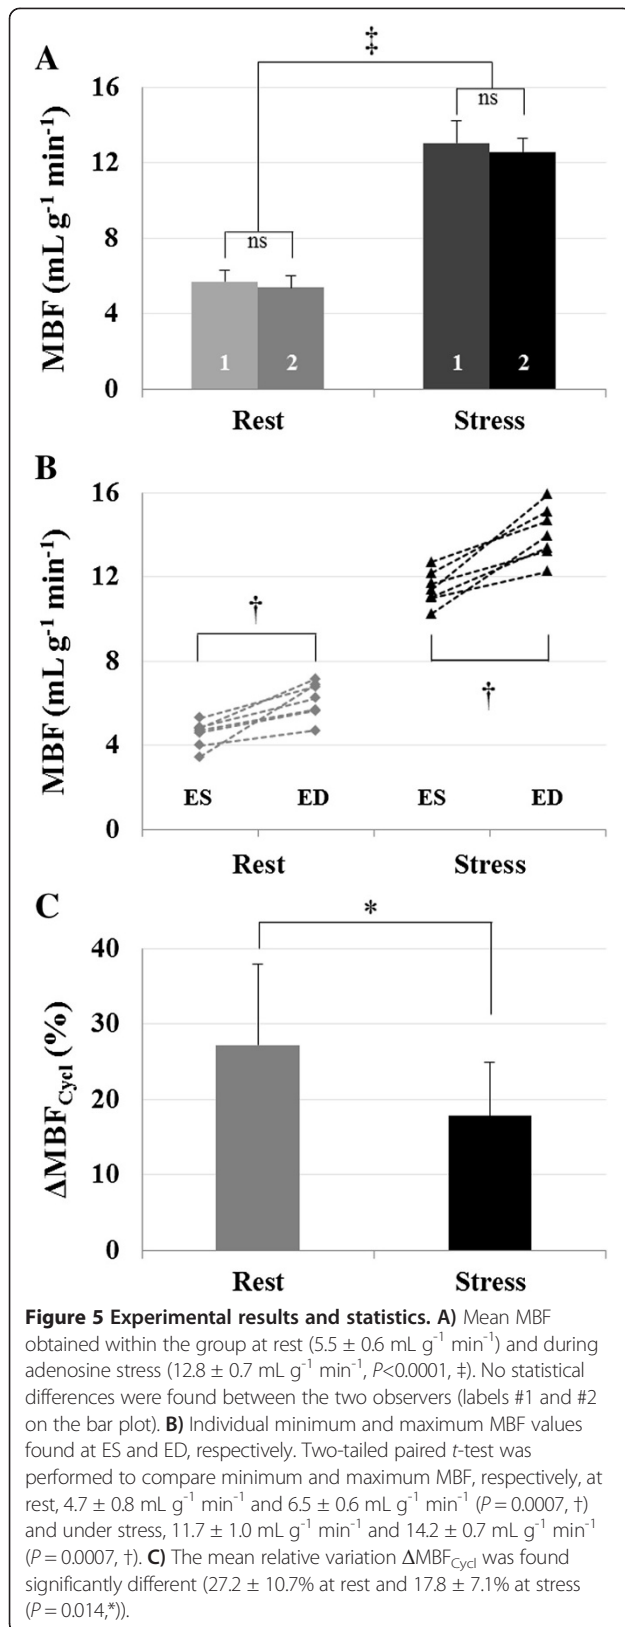 A
‡
16
12
8
4
0
MBF (mL g⁻¹ min⁻¹)
ns
ns
1
2
1
2
Rest
Stress
B
16
12
8
4
0
MBF (mL g⁻¹ min⁻¹)
†
†
ES
ED
ES
ED
Rest
Stress
C
*
40
30
20
10
0
ΔMBF_Cycl (%)
Rest
Stress
Figure 5 Experimental results and statistics. A) Mean MBF
obtained within the group at rest (5.5 ± 0.6 mL g⁻¹ min⁻¹) and during
adenosine stress (12.8 ± 0.7 mL g⁻¹ min⁻¹, P<0.0001, ‡). No statistical
differences were found between the two observers (labels #1 and #2
on the bar plot). B) Individual minimum and maximum MBF values
found at ES and ED, respectively. Two-tailed paired t-test was
performed to compare minimum and maximum MBF, respectively, at
rest, 4.7 ± 0.8 mL g⁻¹ min⁻¹ and 6.5 ± 0.6 mL g⁻¹ min⁻¹ (P = 0.0007, †)
and under stress, 11.7 ± 1.0 mL g⁻¹ min⁻¹ and 14.2 ± 0.7 mL g⁻¹ min⁻¹
(P = 0.0007, †). C) The mean relative variation ΔMBF_Cycl was found
significantly different (27.2 ± 10.7% at rest and 17.8 ± 7.1% at stress
(P = 0.014,*)).